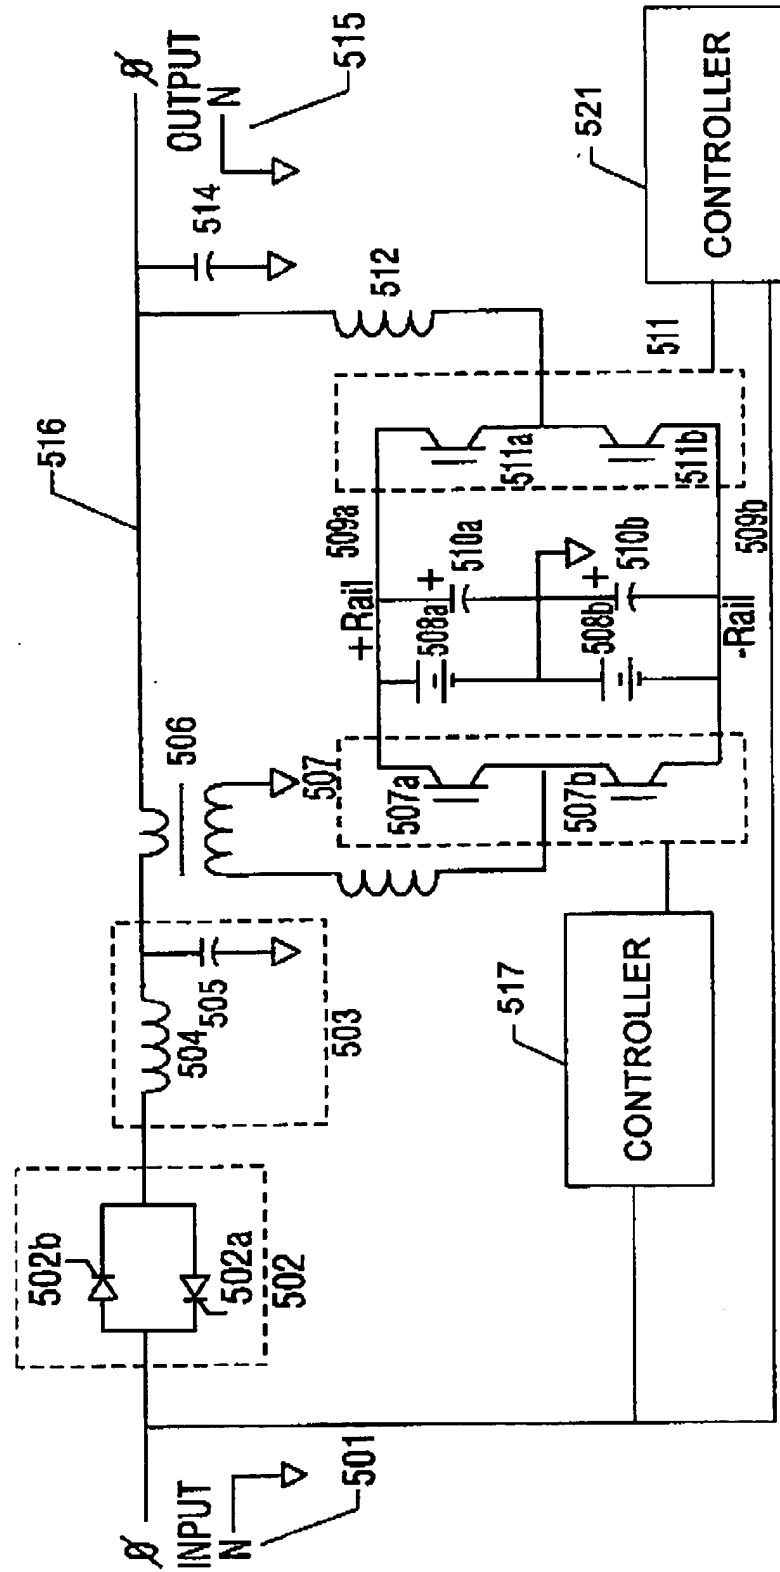 Ø
INPUT
N
501
502b
502a
502
504
505
503
506
516
514
Ø
OUTPUT
N
515
512
507
507a
507b
+Rail
509a
508a
+
510a
508b
+
510b
-Rail
509b
511a
511b
511
517
CONTROLLER
521
CONTROLLER